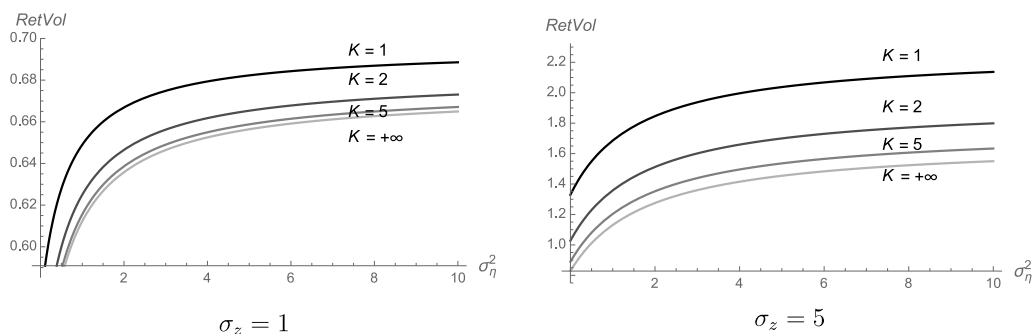 RetVol
0.70
0.68
0.66
0.64
0.62
0.60
K = 1
K = 2
K = 5
K = +∞
0 2 4 6 8 10
σ_η^2
σ_z = 1
RetVol
2.2
2.0
1.8
1.6
1.4
1.2
1.0
K = 1
K = 2
K = 5
K = +∞
0 2 4 6 8 10
σ_η^2
σ_z = 5